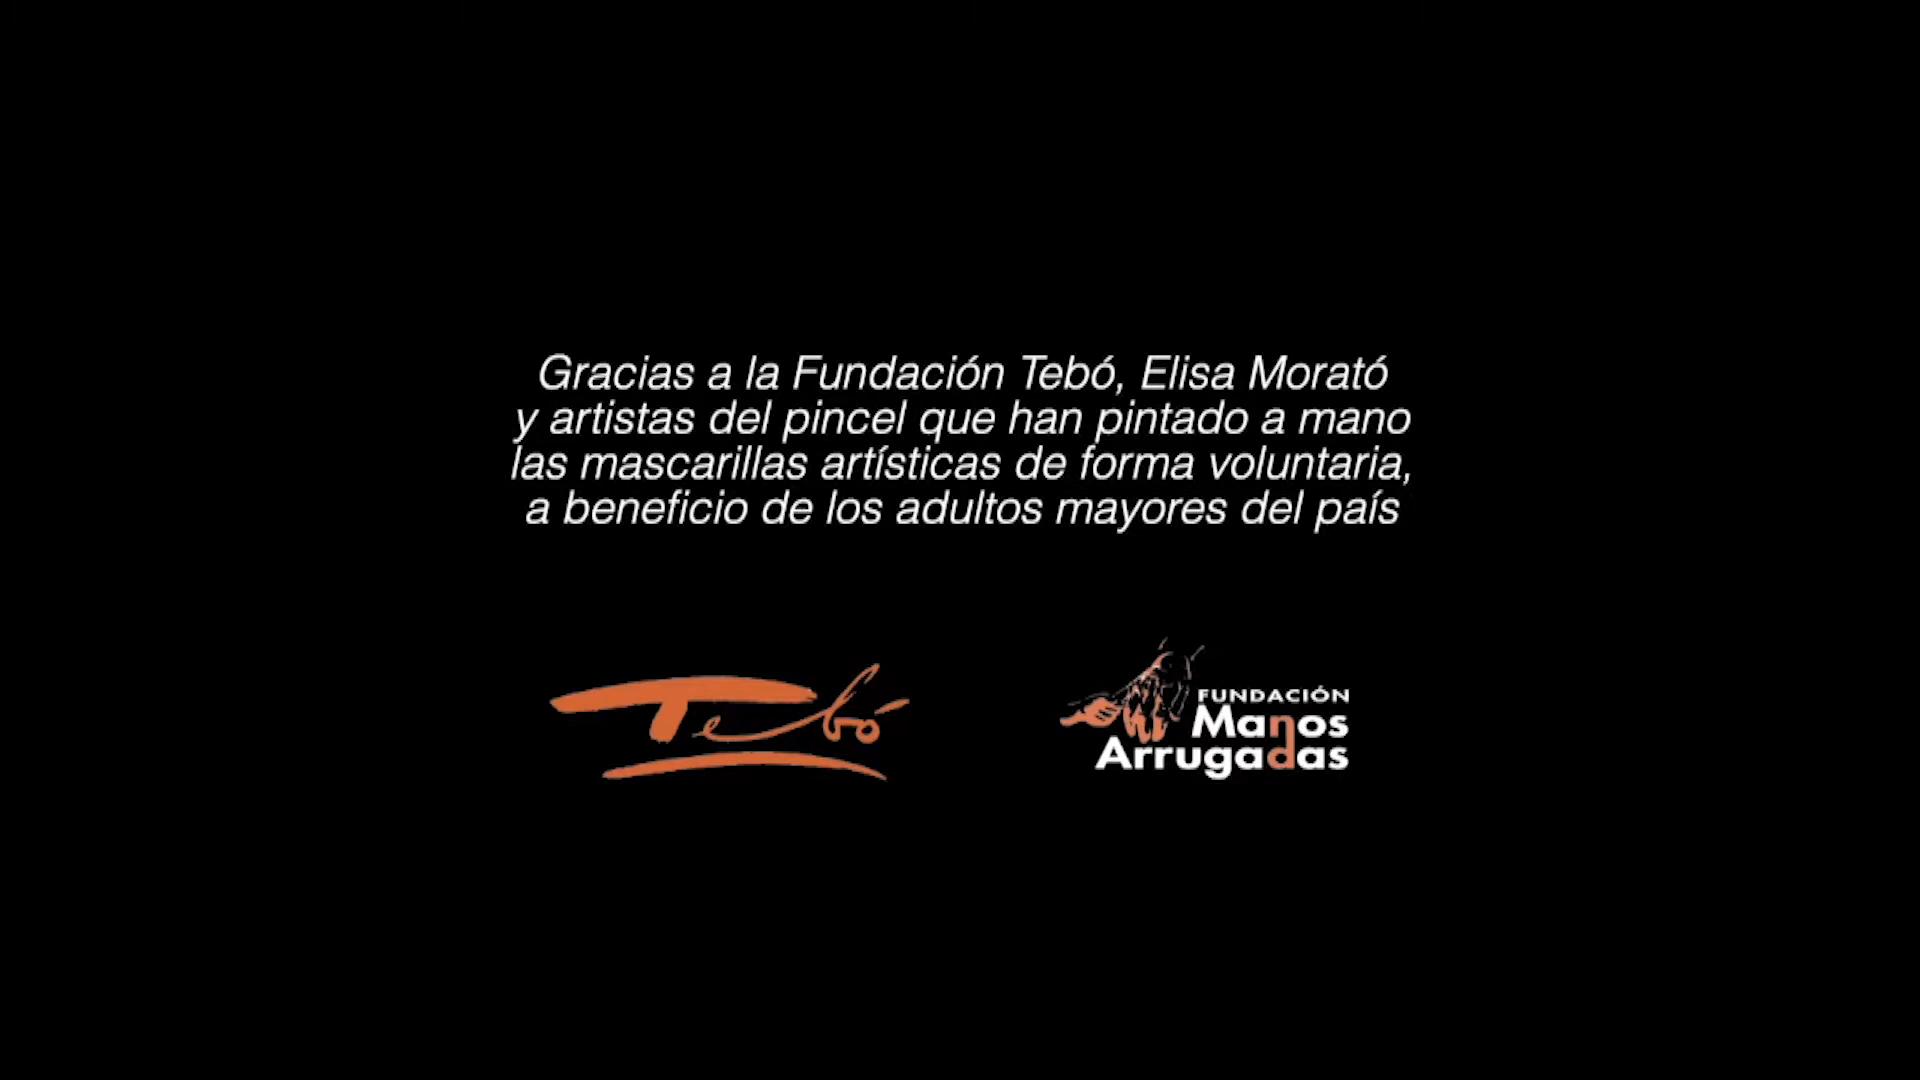 Gracias a la Fundación Tebó, Elisa Morató
y artistas del pincel que han pintado a mano
las mascarillas artísticas de forma voluntaria,
a beneficio de los adultos mayores del país
Tebó
FUNDACIÓN
Manos
Arrugadas